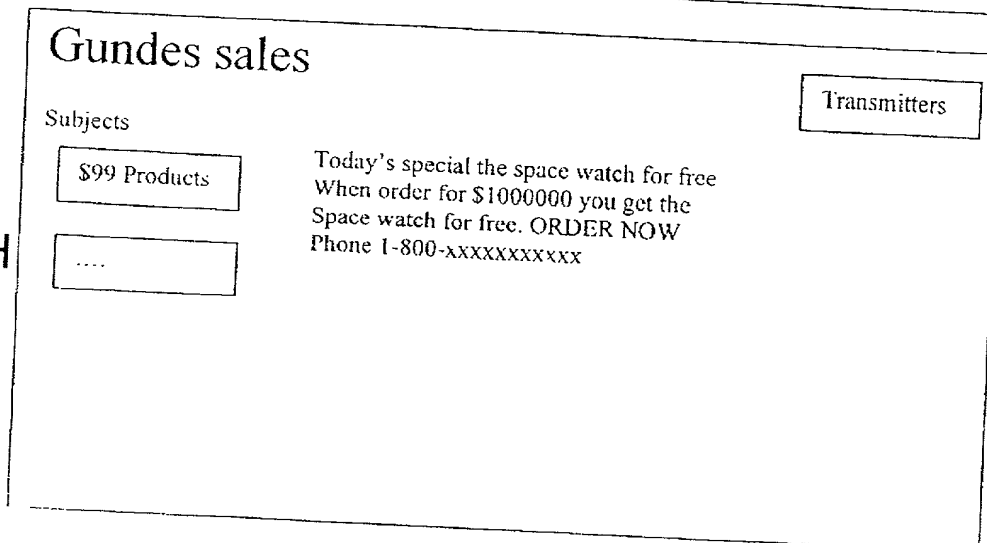 Gundes sales
Transmitters
Subjects
$99 Products
Today's special the space watch for free
When order for $1000000 you get the
Space watch for free. ORDER NOW
Phone 1-800-xxxxxxxxxxx
....